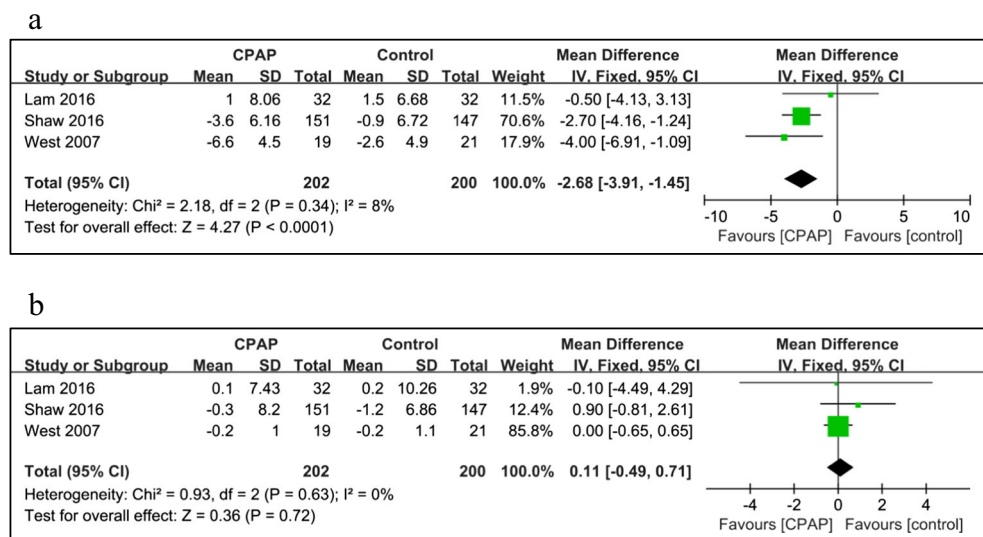 a
CPAP Control Mean Difference Mean Difference
Study or Subgroup Mean SD Total Mean SD Total Weight IV, Fixed, 95% CI IV, Fixed, 95% CI
Lam 2016 1 8.06 32 1.5 6.68 32 11.5% -0.50 [-4.13, 3.13]
Shaw 2016 -3.6 6.16 151 -0.9 6.72 147 70.6% -2.70 [-4.16, -1.24]
West 2007 -6.6 4.5 19 -2.6 4.9 21 17.9% -4.00 [-6.91, -1.09]
Total (95% CI) 202 200 100.0% -2.68 [-3.91, -1.45]
Heterogeneity: Chi² = 2.18, df = 2 (P = 0.34); I² = 8%
Test for overall effect: Z = 4.27 (P < 0.0001)
-10 -5 0 5 10
Favours [CPAP] Favours [control]
b
CPAP Control Mean Difference Mean Difference
Study or Subgroup Mean SD Total Mean SD Total Weight IV, Fixed, 95% CI IV, Fixed, 95% CI
Lam 2016 0.1 7.43 32 0.2 10.26 32 1.9% -0.10 [-4.49, 4.29]
Shaw 2016 -0.3 8.2 151 -1.2 6.86 147 12.4% 0.90 [-0.81, 2.61]
West 2007 -0.2 1 19 -0.2 1.1 21 85.8% 0.00 [-0.65, 0.65]
Total (95% CI) 202 200 100.0% 0.11 [-0.49, 0.71]
Heterogeneity: Chi² = 0.93, df = 2 (P = 0.63); I² = 0%
Test for overall effect: Z = 0.36 (P = 0.72)
-4 -2 0 2 4
Favours [CPAP] Favours [control]